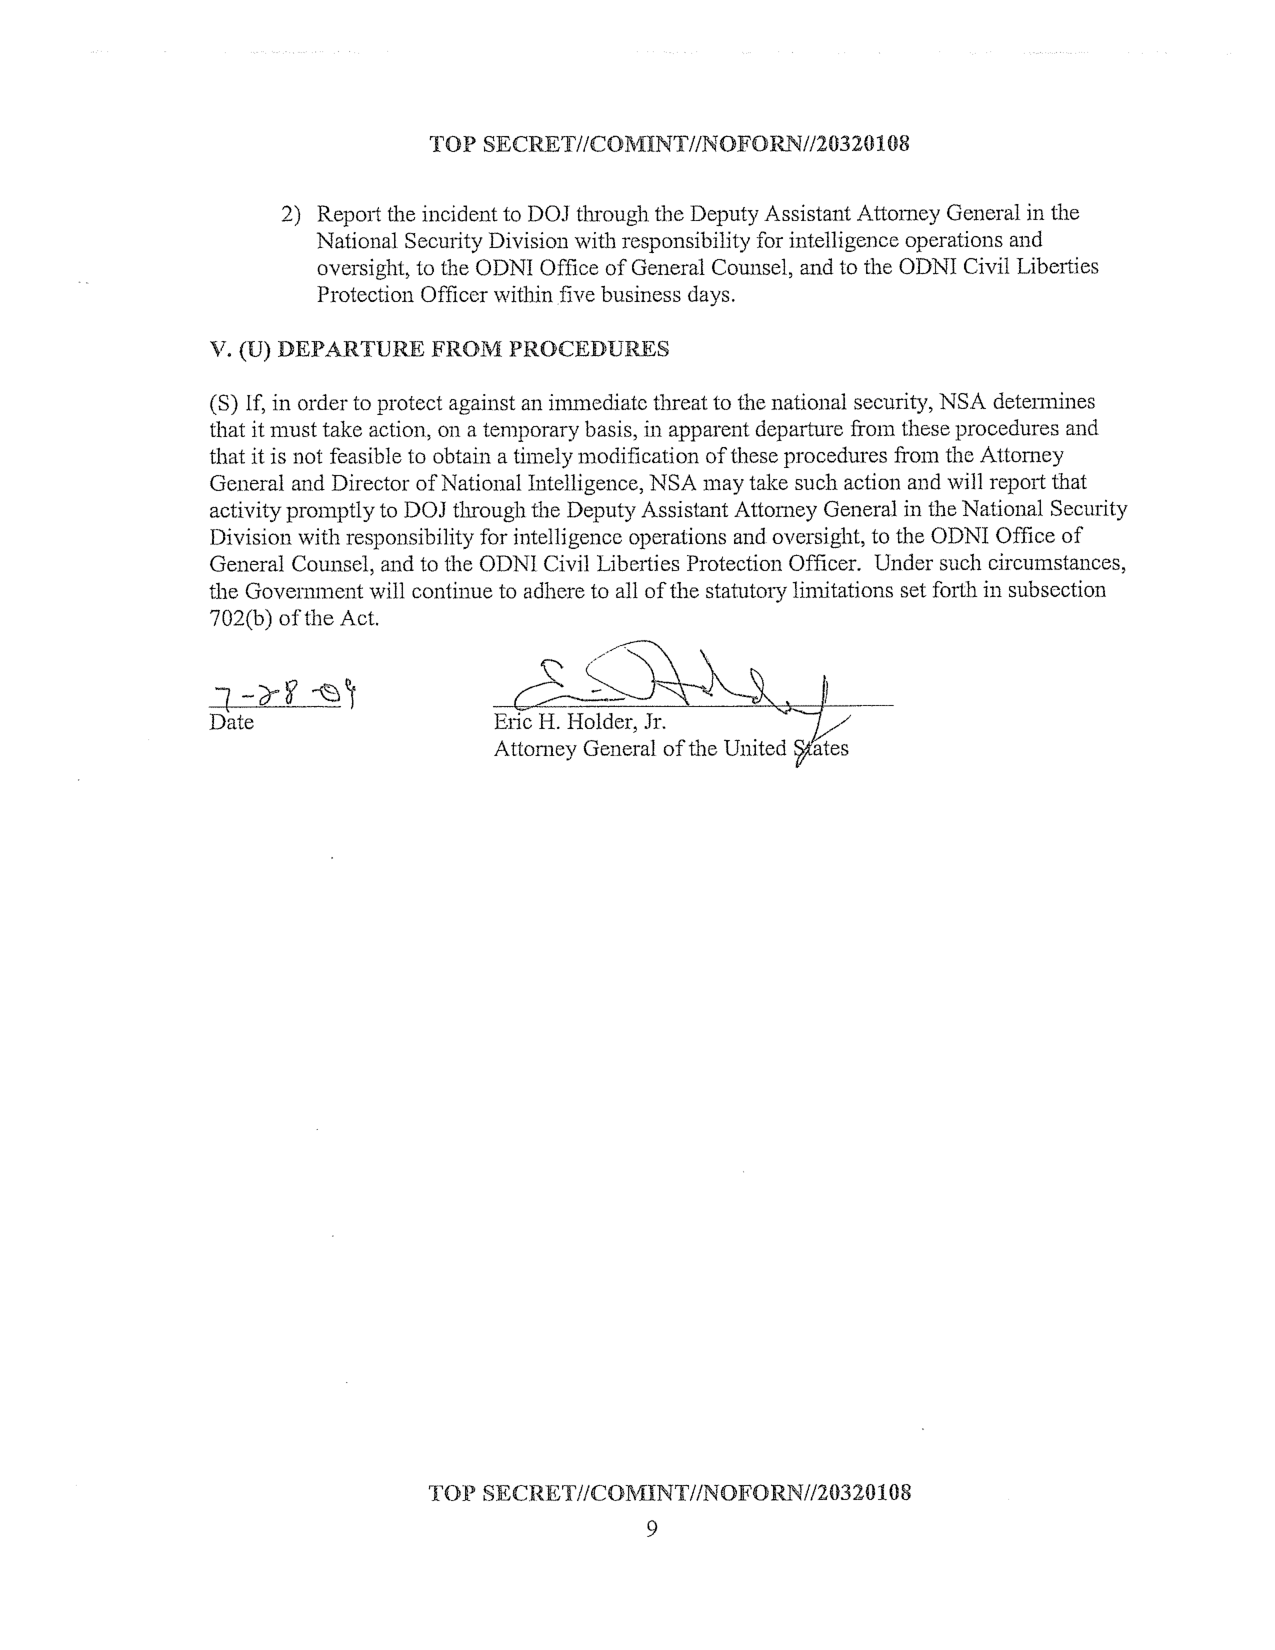 TOP SECRET//COMINT//NOFORN//20320108
2) Report the incident to DOJ through the Deputy Assistant Attorney General in the
National Security Division with responsibility for intelligence operations and
oversight, to the ODNI Office of General Counsel, and to the ODNI Civil Liberties
Protection Officer within five business days.
V. (U) DEPARTURE FROM PROCEDURES
(S) If, in order to protect against an immediate threat to the national security, NSA determines
that it must take action, on a temporary basis, in apparent departure from these procedures and
that it is not feasible to obtain a timely modification of these procedures from the Attorney
General and Director of National Intelligence, NSA may take such action and will report that
activity promptly to DOJ through the Deputy Assistant Attorney General in the National Security
Division with responsibility for intelligence operations and oversight, to the ODNI Office of
General Counsel, and to the ODNI Civil Liberties Protection Officer. Under such circumstances,
the Government will continue to adhere to all of the statutory limitations set forth in subsection
702(b) of the Act.
7-28-09
Date
Eric H. Holder, Jr.
Attorney General of the United States
TOP SECRET//COMINT//NOFORN//20320108
9